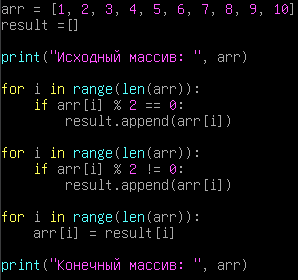 arr = [1, 2, 3, 4, 5, 6, 7, 8, 9, 10]
result =[]

print("Исходный массив: ", arr)

for i in range(len(arr)):
    if arr[i] % 2 == 0:
        result.append(arr[i])

for i in range(len(arr)):
    if arr[i] % 2 != 0:
        result.append(arr[i])

for i in range(len(arr)):
    arr[i] = result[i]

print("Конечный массив: ", arr)